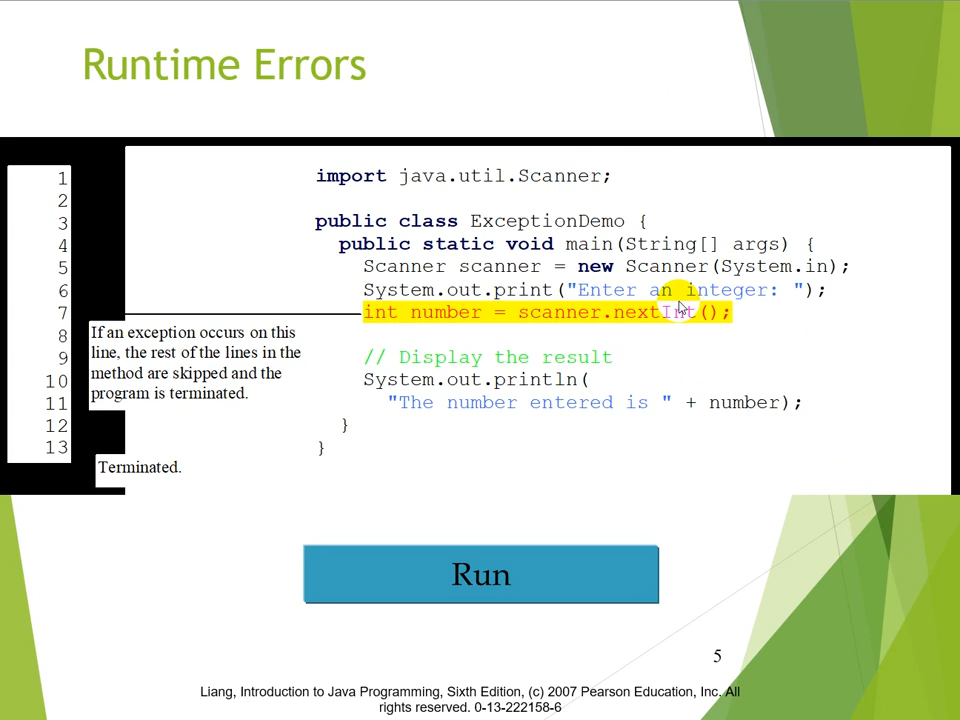 Runtime Errors
1
2
3
4
5
6
7
8
9
10
11
12
13
import java.util.Scanner;
public class ExceptionDemo {
public static void main(String[] args) {
Scanner scanner = new Scanner(System.in);
System.out.print("Enter an integer: ");
int number = scanner.nextInt();
// Display the result
System.out.println(
"The number entered is " + number);
}
}
If an exception occurs on this
line, the rest of the lines in the
method are skipped and the
program is terminated.
Terminated.
Run
5
Liang, Introduction to Java Programming, Sixth Edition, (c) 2007 Pearson Education, Inc. All
rights reserved. 0-13-222158-6